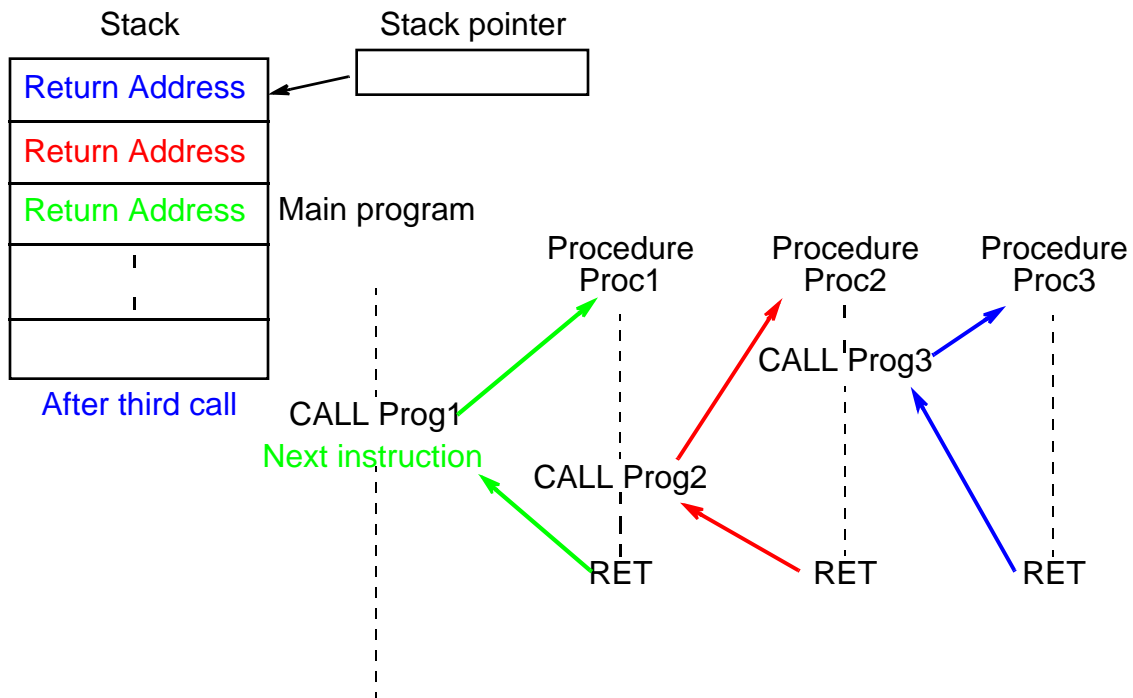 Stack
Stack pointer
Return Address
Return Address
Return Address
Main program
Procedure
Proc1
Procedure
Proc2
Procedure
Proc3
CALL Prog3
After third call
CALL Prog1
Next instruction
CALL Prog2
RET
RET
RET